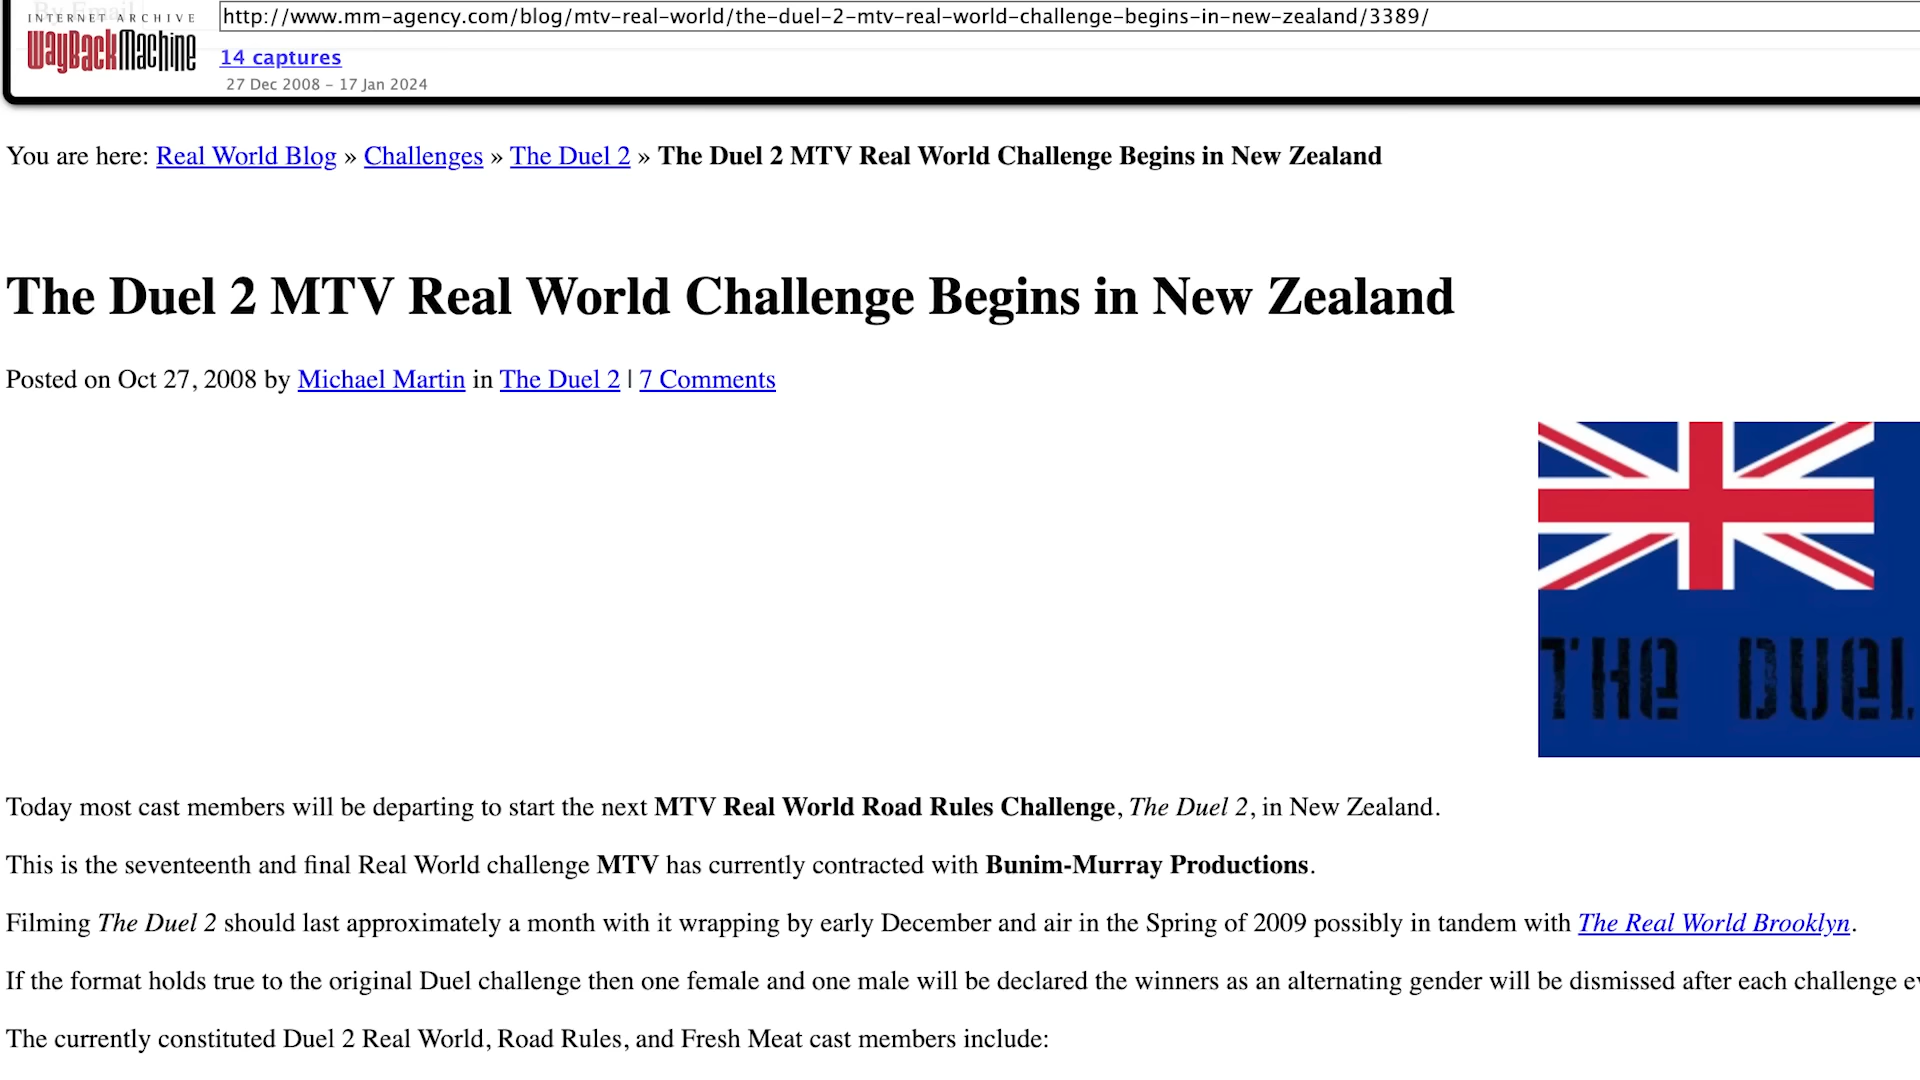 By Email
INTERNET ARCHIVE
WayBackMachine
http://www.mm-agency.com/blog/mtv-real-world/the-duel-2-mtv-real-world-challenge-begins-in-new-zealand/3389/
14 captures
27 Dec 2008 – 17 Jan 2024
You are here: Real World Blog » Challenges » The Duel 2 » The Duel 2 MTV Real World Challenge Begins in New Zealand
The Duel 2 MTV Real World Challenge Begins in New Zealand
Posted on Oct 27, 2008 by Michael Martin in The Duel 2 | 7 Comments
THE DUEL
Today most cast members will be departing to start the next MTV Real World Road Rules Challenge, The Duel 2, in New Zealand.
This is the seventeenth and final Real World challenge MTV has currently contracted with Bunim-Murray Productions.
Filming The Duel 2 should last approximately a month with it wrapping by early December and air in the Spring of 2009 possibly in tandem with The Real World Brooklyn.
If the format holds true to the original Duel challenge then one female and one male will be declared the winners as an alternating gender will be dismissed after each challenge
The currently constituted Duel 2 Real World, Road Rules, and Fresh Meat cast members include: